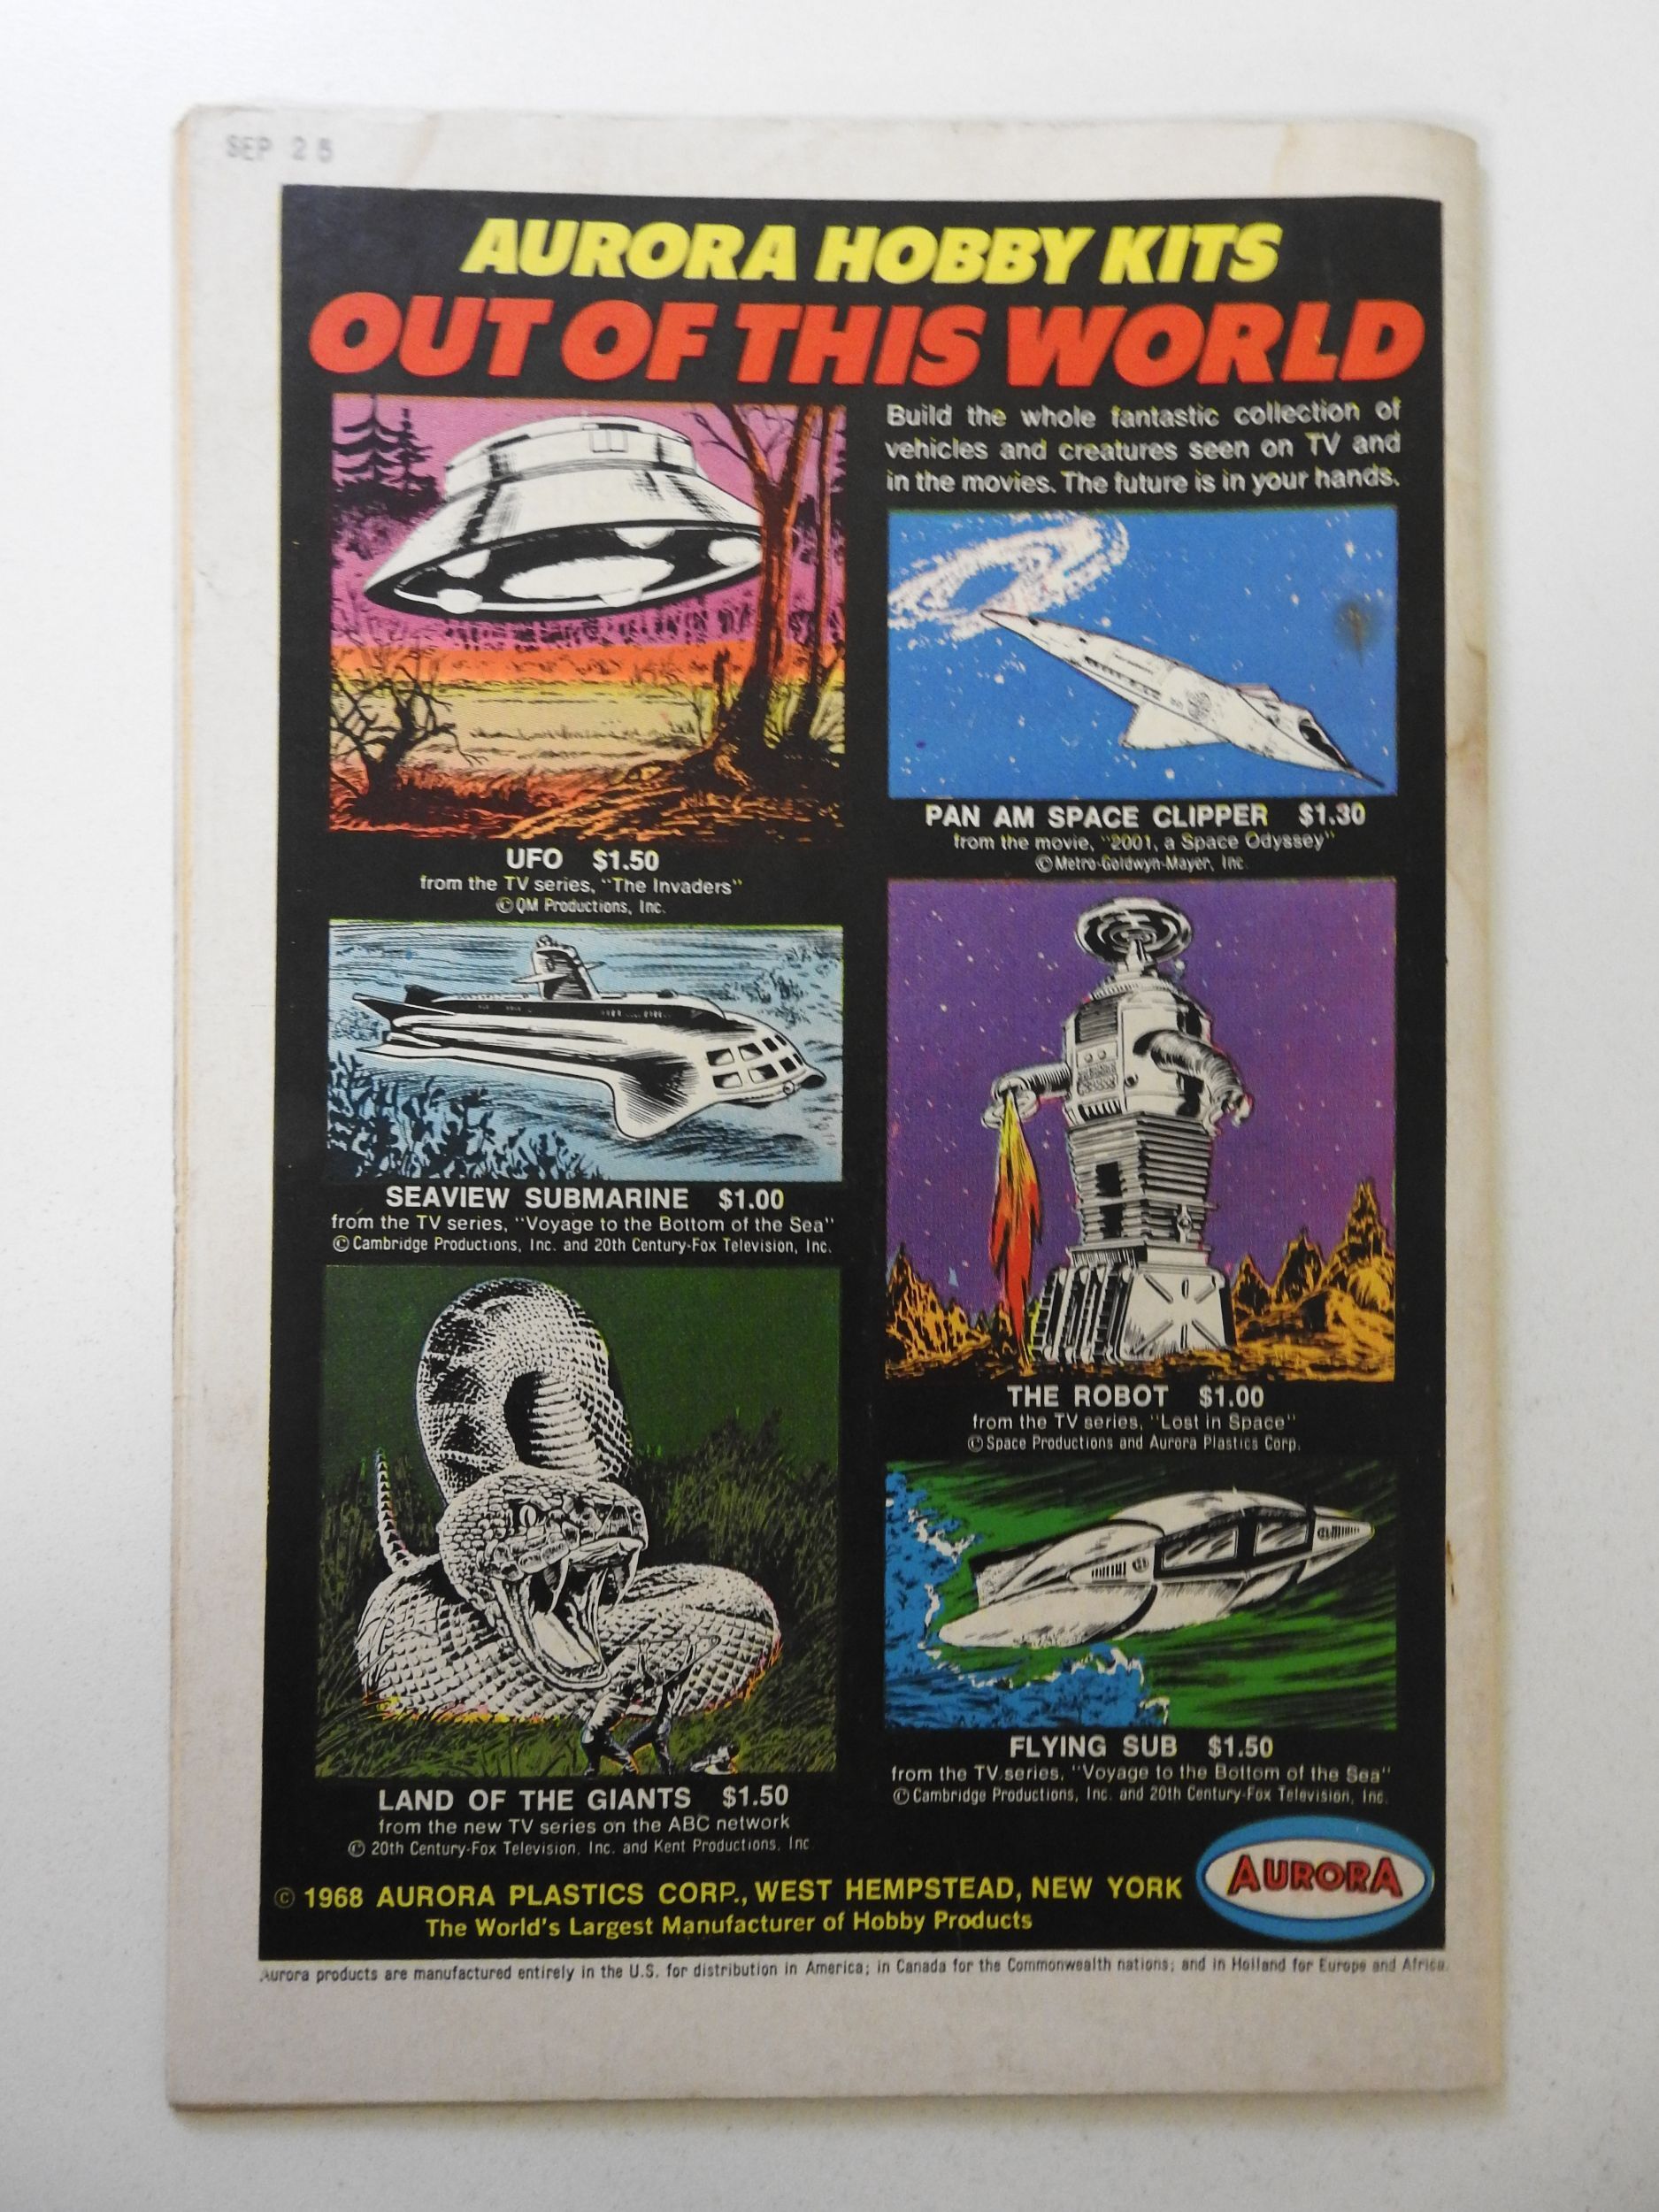 SEP 25
AURORA HOBBY KITS
OUT OF THIS WORLD
Build the whole fantastic collection of
vehicles and creatures seen on TV and
in the movies. The future is in your hands.
UFO $1.50
from the TV series, "The Invaders"
© QM Productions, Inc.
PAN AM SPACE CLIPPER $1.30
from the movie, "2001, a Space Odyssey"
© Metro-Goldwyn-Mayer, Inc.
SEAVIEW SUBMARINE $1.00
from the TV series, "Voyage to the Bottom of the Sea"
© Cambridge Productions, Inc. and 20th Century-Fox Television, Inc.
THE ROBOT $1.00
from the TV series, "Lost in Space"
© Space Productions and Aurora Plastics Corp.
LAND OF THE GIANTS $1.50
from the new TV series on the ABC network
© 20th Century-Fox Television, Inc. and Kent Productions, Inc.
FLYING SUB $1.50
from the TV series, "Voyage to the Bottom of the Sea"
© Cambridge Productions, Inc. and 20th Century-Fox Television, Inc.
© 1968 AURORA PLASTICS CORP., WEST HEMPSTEAD, NEW YORK
The World's Largest Manufacturer of Hobby Products
AURORA
Aurora products are manufactured entirely in the U.S. for distribution in America; in Canada for the Commonwealth nations; and in Holland for Europe and Africa.